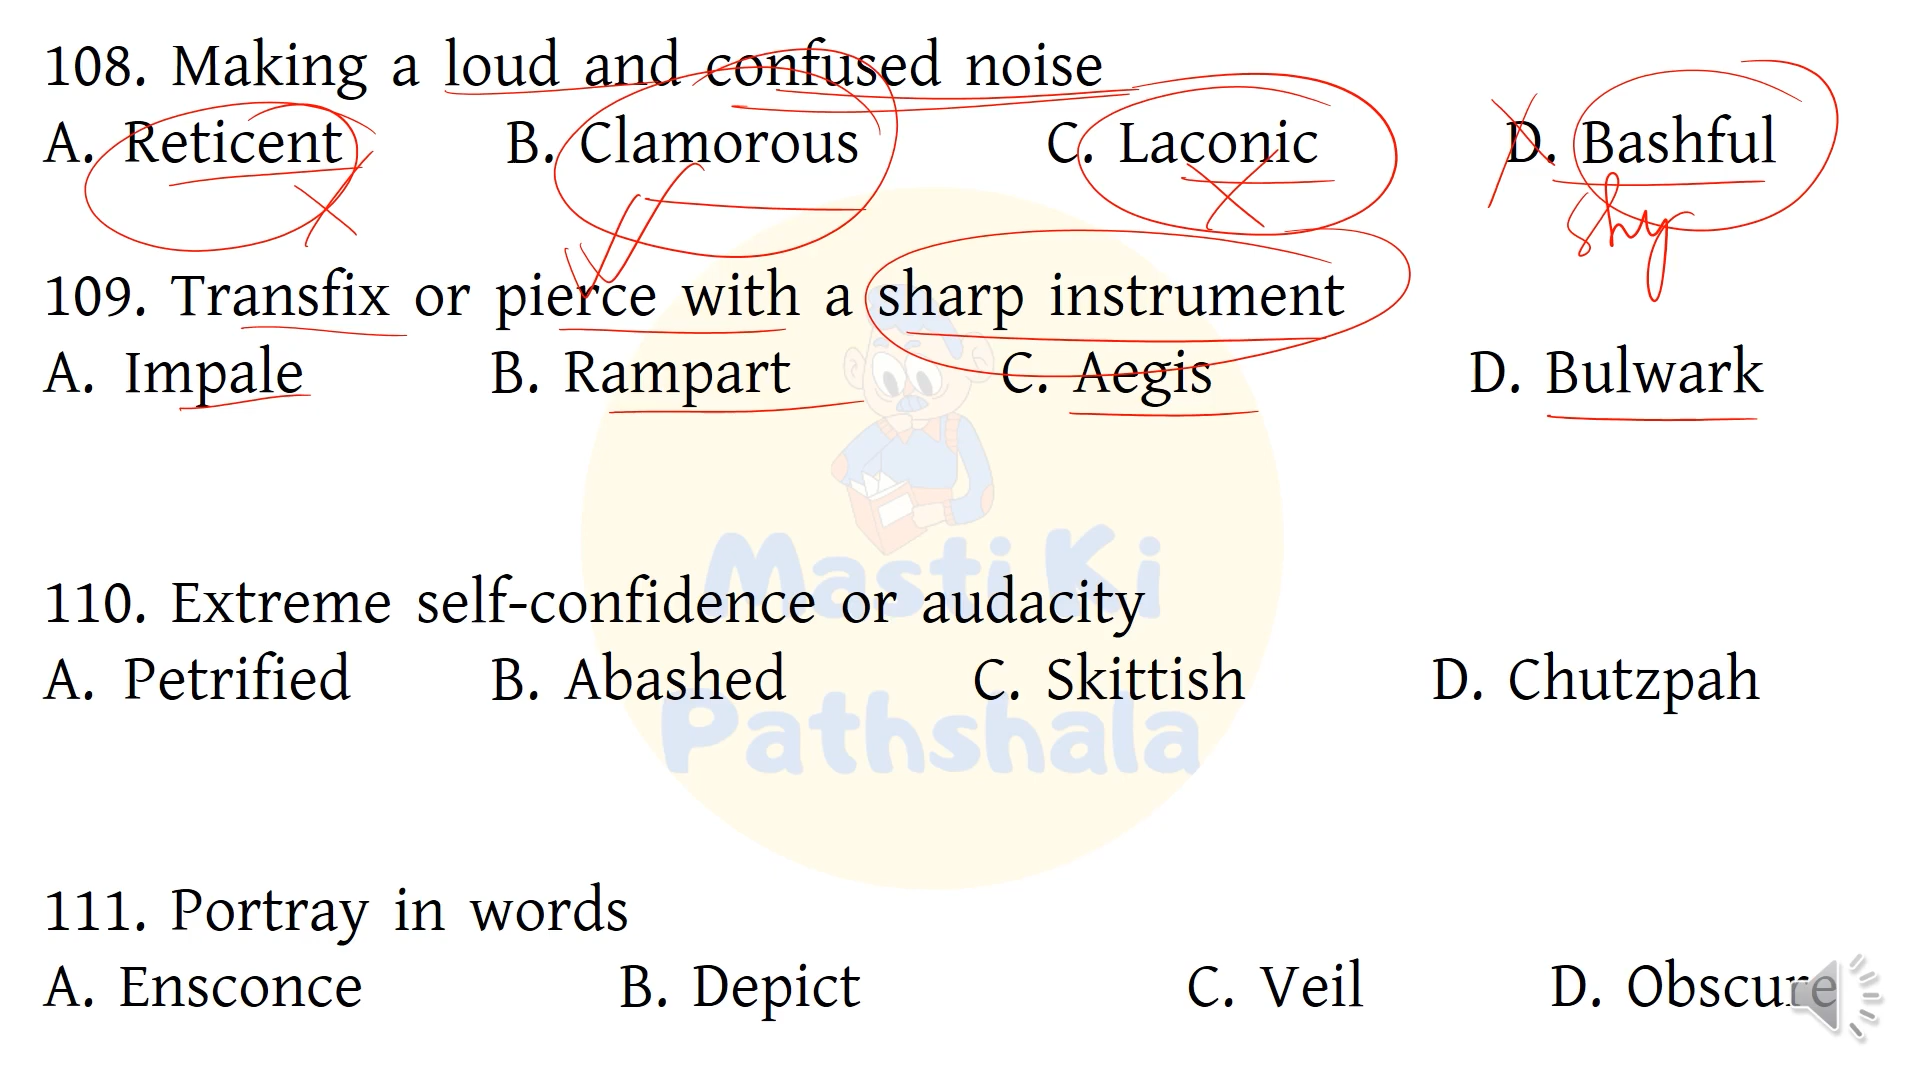 108. Making a loud and confused noise
A. Reticent B. Clamorous C. Laconic D. Bashful
shy
109. Transfix or pierce with a sharp instrument
A. Impale B. Rampart C. Aegis D. Bulwark
Masti Ki
110. Extreme self-confidence or audacity
A. Petrified B. Abashed C. Skittish D. Chutzpah
Pathshala
111. Portray in words
A. Ensconce B. Depict C. Veil D. Obscure